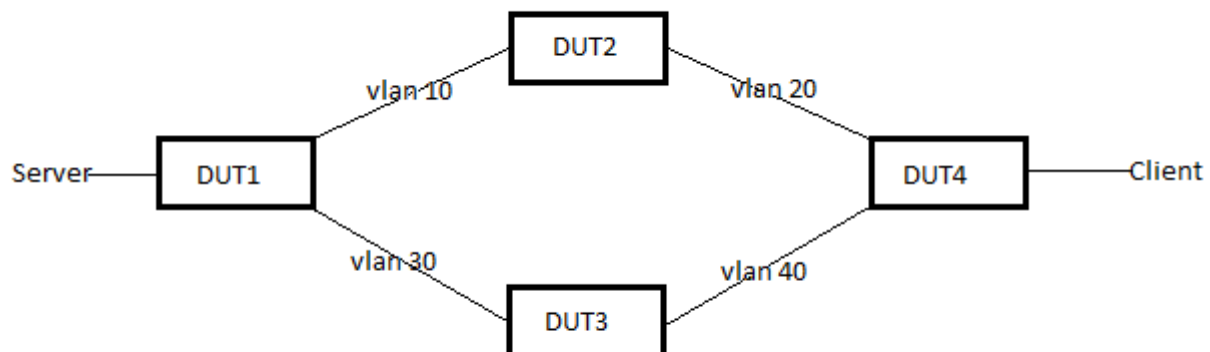 DUT2
vlan 10
vlan 20
Server
DUT1
DUT4
Client
vlan 30
vlan 40
DUT3